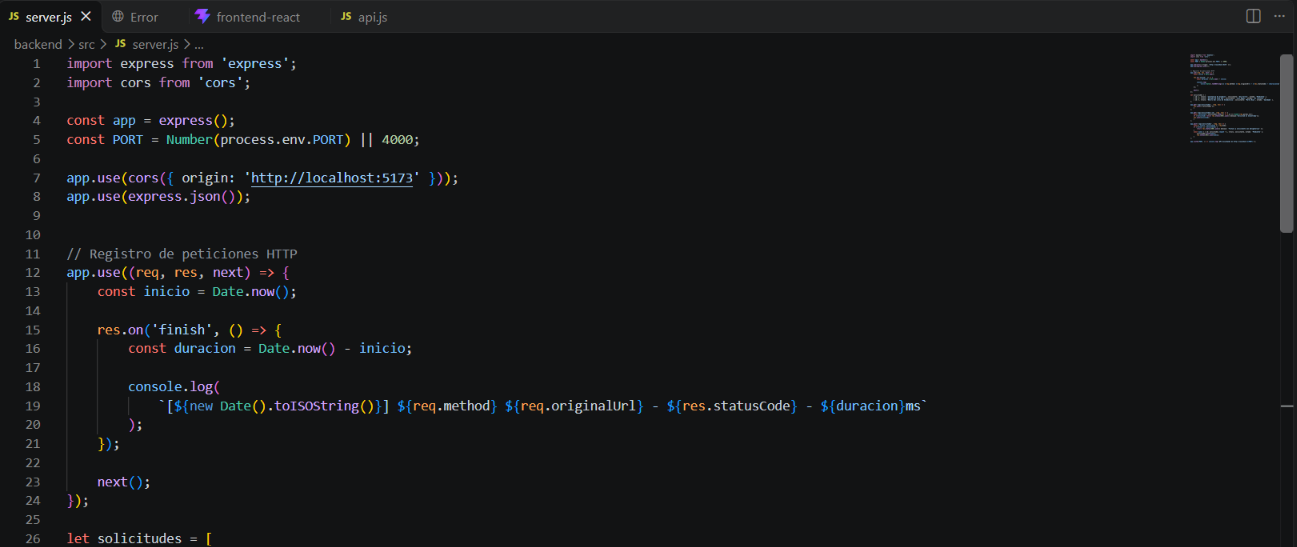 JS server.js × Error frontend-react JS api.js ...
backend > src > JS server.js > ...
1 import express from 'express';
2 import cors from 'cors';
3
4 const app = express();
5 const PORT = Number(process.env.PORT) || 4000;
6
7 app.use(cors({ origin: 'http://localhost:5173' }));
8 app.use(express.json());
9
10
11 // Registro de peticiones HTTP
12 app.use((req, res, next) => {
13 const inicio = Date.now();
14
15 res.on('finish', () => {
16 const duracion = Date.now() - inicio;
17
18 console.log(
19 `[${new Date().toISOString()}] ${req.method} ${req.originalUrl} - ${res.statusCode} - ${duracion}ms`
20 );
21 });
22
23 next();
24 });
25
26 let solicitudes = [